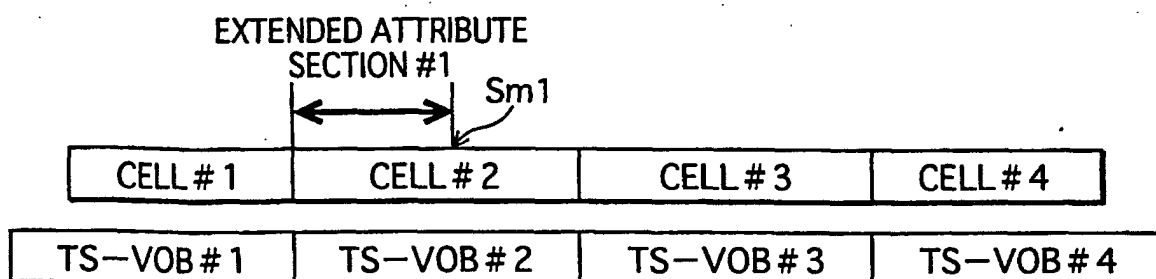 EXTENDED ATTRIBUTE
SECTION #1
Sm1
CELL#1 CELL#2 CELL#3 CELL#4
TS-VOB#1 TS-VOB#2 TS-VOB#3 TS-VOB#4